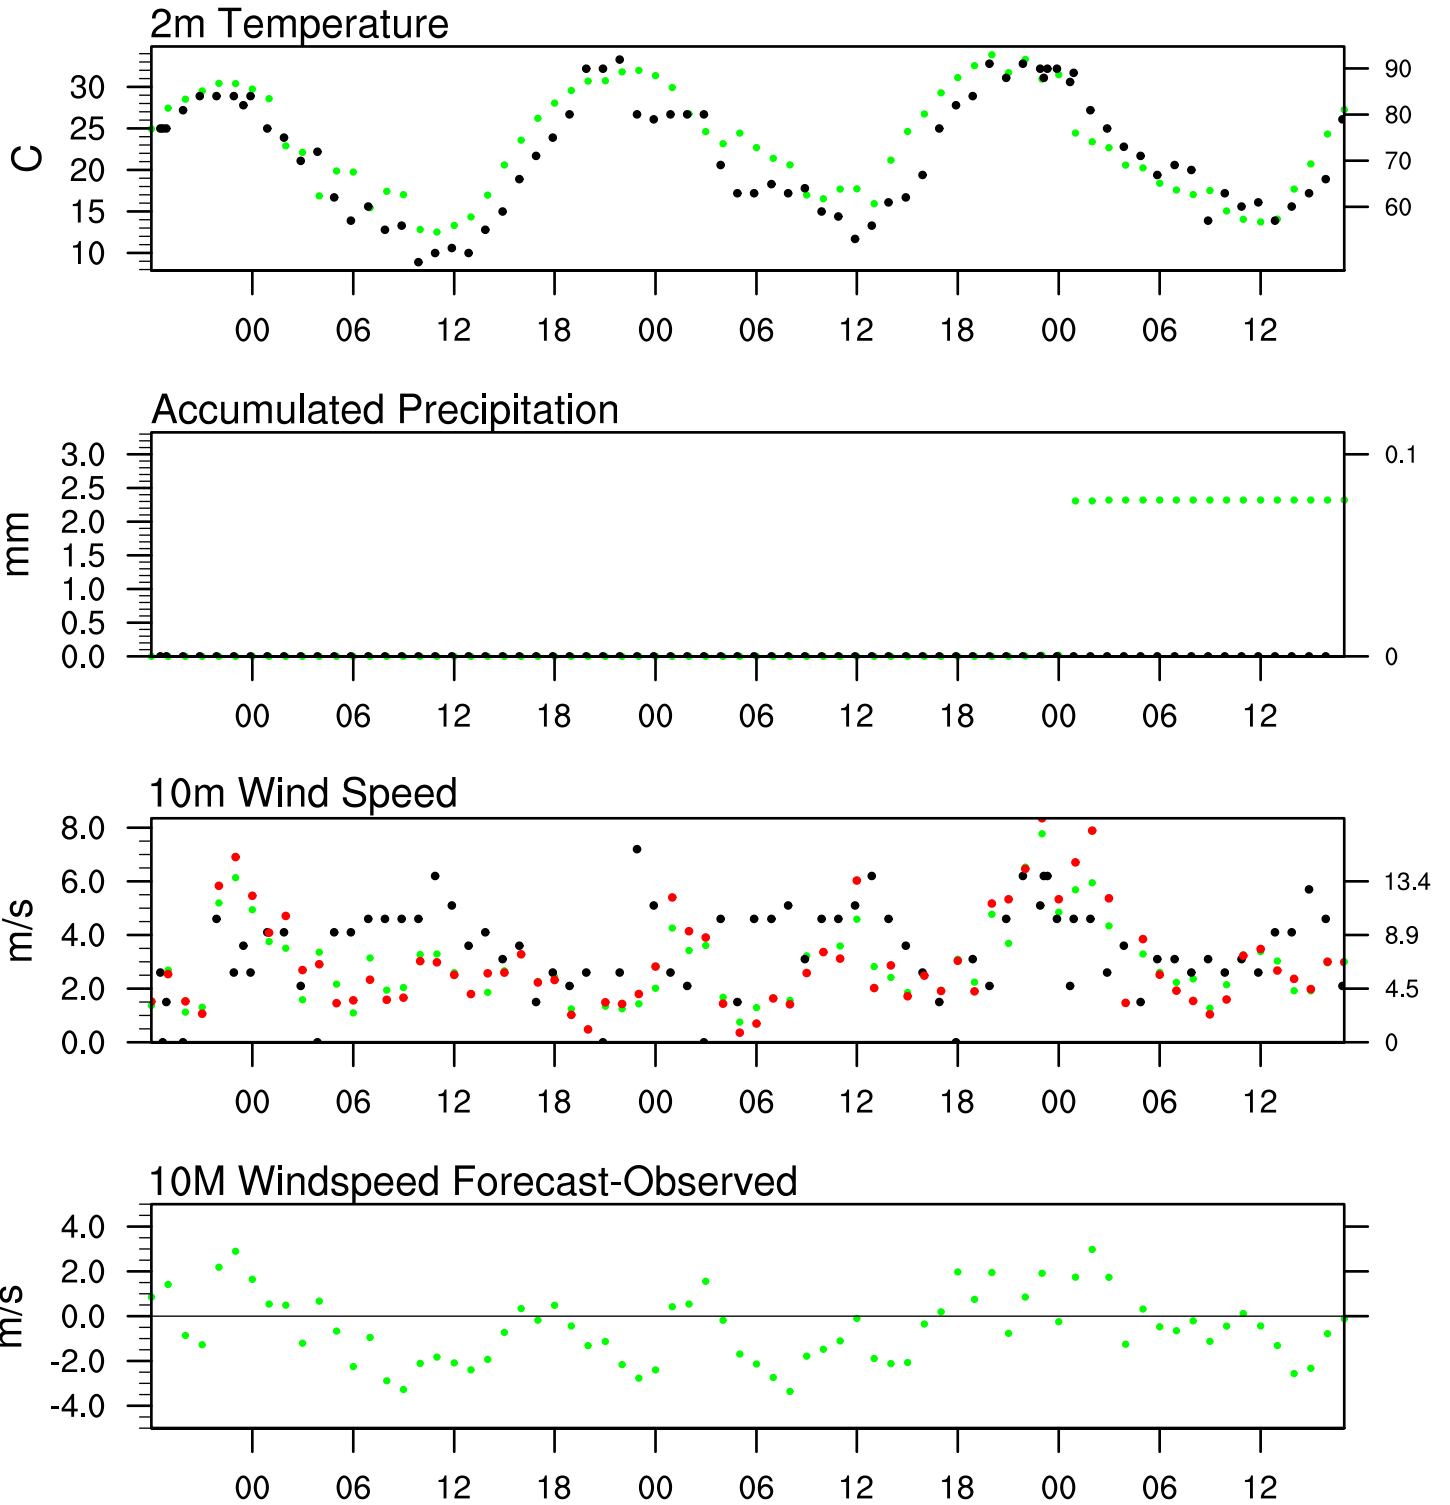 2m Temperature
C
30
25
20
15
10
90
80
70
60
00 06 12 18 00 06 12 18 00 06 12
Accumulated Precipitation
mm
3.0
2.5
2.0
1.5
1.0
0.5
0.0
0.1
0
00 06 12 18 00 06 12 18 00 06 12
10m Wind Speed
m/s
8.0
6.0
4.0
2.0
0.0
13.4
8.9
4.5
0
00 06 12 18 00 06 12 18 00 06 12
10M Windspeed Forecast-Observed
m/s
4.0
2.0
0.0
-2.0
-4.0
00 06 12 18 00 06 12 18 00 06 12